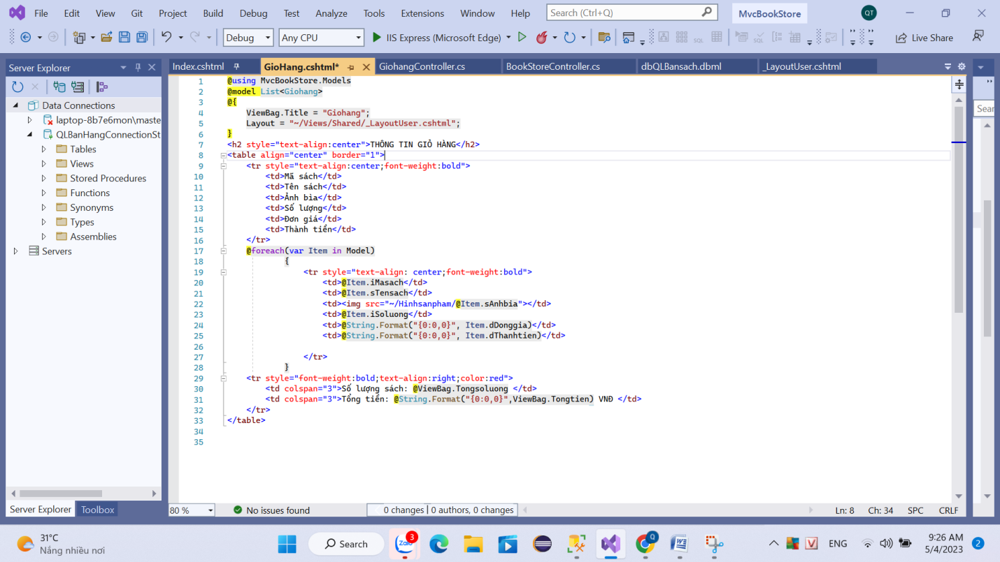 File Edit View Git Project Build Debug Test Analyze Tools Extensions Window Help Search (Ctrl+Q) MvcBookStore QT
Debug Any CPU IIS Express (Microsoft Edge) Live Share
Server Explorer
Data Connections
laptop-8b7e6mon\maste
QLBanHangConnectionSt
Tables
Views
Stored Procedures
Functions
Synonyms
Types
Assemblies
Servers
Server Explorer Toolbox
Index.cshtml GioHang.cshtml* GiohangController.cs BookStoreController.cs dbQLBansach.dbml _LayoutUser.cshtml
Sear
1 @using MvcBookStore.Models
2 @model List<Giohang>
3 @{
4 ViewBag.Title = "Giohang";
5 Layout = "~/Views/Shared/_LayoutUser.cshtml";
6 }
7 <h2 style="text-align:center">THÔNG TIN GIỎ HÀNG</h2>
8 <table align="center" border="1">
9 <tr style="text-align:center;font-weight:bold">
10 <td>Mã sách</td>
11 <td>Tên sách</td>
12 <td>Ảnh bìa</td>
13 <td>Số lượng</td>
14 <td>Đơn giá</td>
15 <td>Thành tiền</td>
16 </tr>
17 @foreach(var Item in Model)
18 {
19 <tr style="text-align: center;font-weight:bold">
20 <td>@Item.iMasach</td>
21 <td>@Item.sTensach</td>
22 <td><img src="~/Hinhsanpham/@Item.sAnhbia"></td>
23 <td>@Item.iSoluong</td>
24 <td>@String.Format("{0:0,0}", Item.dDonggia)</td>
25 <td>@String.Format("{0:0,0}", Item.dThanhtien)</td>
26
27 </tr>
28 }
29 <tr style="font-weight:bold;text-align:right;color:red">
30 <td colspan="3">Số lượng sách: @ViewBag.Tongsoluong </td>
31 <td colspan="3">Tổng tiền: @String.Format("{0:0,0}",ViewBag.Tongtien) VNĐ </td>
32 </tr>
33 </table>
34
35
80 % No issues found 0 changes | 0 authors, 0 changes Ln: 8 Ch: 34 SPC CRLF
31°C
Nắng nhiều nơi
Search
Zalo 3
Q
ENG
9:26 AM
5/4/2023
2